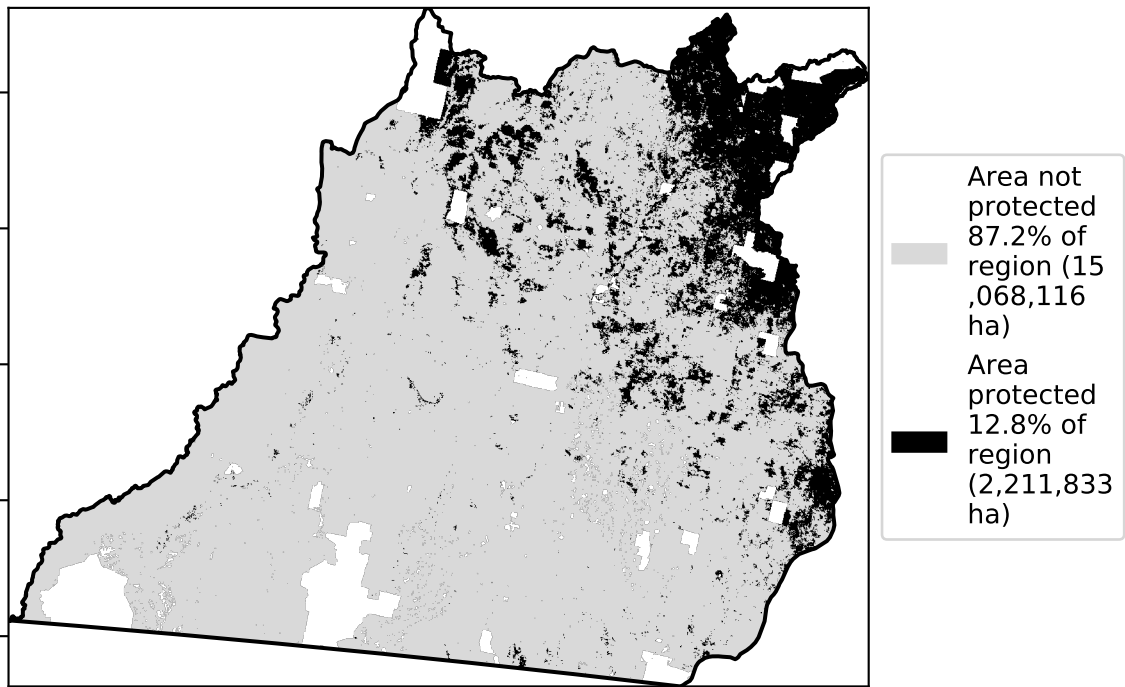 Area not
protected
87.2% of
region (15
,068,116
ha)
Area
protected
12.8% of
region
(2,211,833
ha)